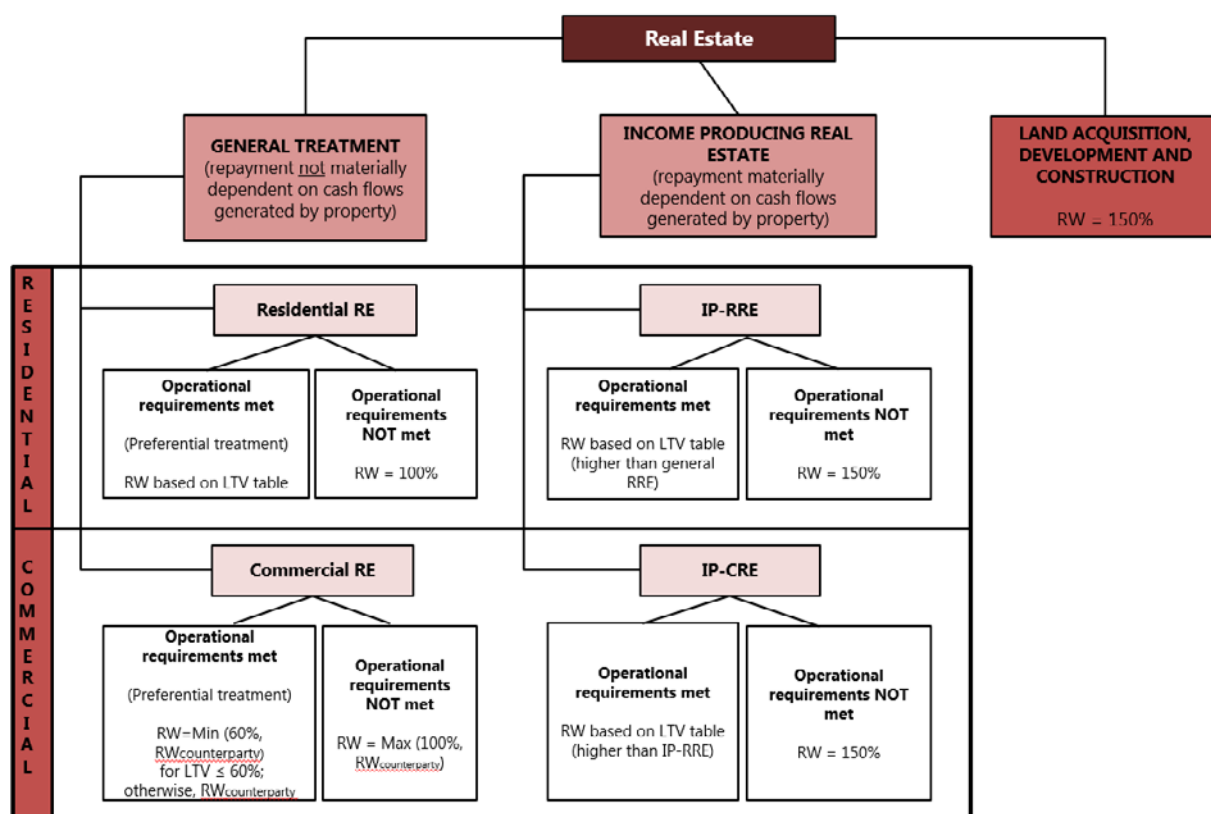 Real Estate
GENERAL TREATMENT
(repayment not materially
dependent on cash flows
generated by property)
INCOME PRODUCING REAL
ESTATE
(repayment materially
dependent on cash flows
generated by property)
LAND ACQUISITION,
DEVELOPMENT AND
CONSTRUCTION
RW = 150%
RESIDENTIAL
Residential RE
IP-RRE
Operational
requirements met
(Preferential treatment)
RW based on LTV table
Operational
requirements
NOT met
RW = 100%
Operational
requirements met
RW based on LTV table
(higher than general
RRE)
Operational
requirements NOT
met
RW = 150%
COMMERCIAL
Commercial RE
IP-CRE
Operational
requirements met
(Preferential treatment)
RW=Min (60%,
RWcounterparty)
for LTV ≤ 60%;
otherwise, RWcounterparty
Operational
requirements
NOT met
RW = Max (100%,
RWcounterparty)
Operational
requirements met
RW based on LTV table
(higher than IP-RRE)
Operational
requirements NOT
met
RW = 150%